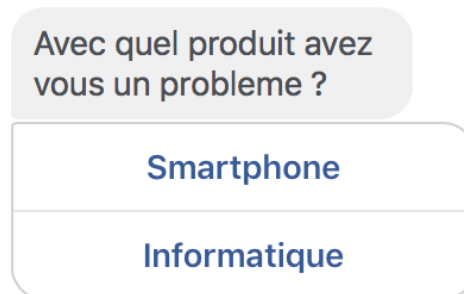 Avec quel produit avez
vous un probleme ?
Smartphone
Informatique